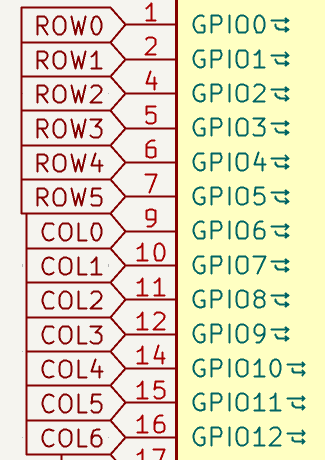 ROW0 1 GPIO0
ROW1 2 GPIO1
ROW2 4 GPIO2
ROW3 5 GPIO3
ROW4 6 GPIO4
ROW5 7 GPIO5
COL0 9 GPIO6
COL1 10 GPIO7
COL2 11 GPIO8
COL3 12 GPIO9
COL4 14 GPIO10
COL5 15 GPIO11
COL6 16 GPIO12
17